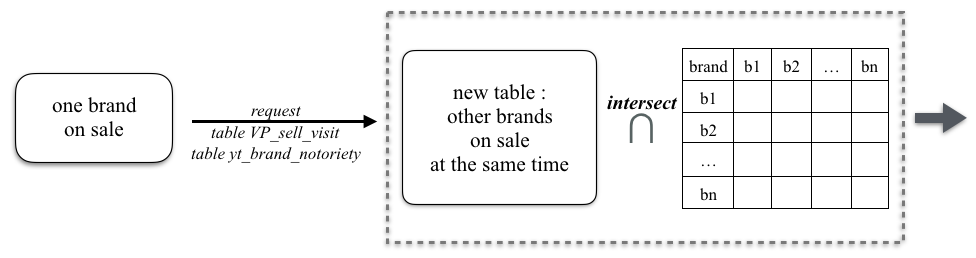 one brand
on sale
request
table VP_sell_visit
table yt_brand_notoriety
new table :
other brands
on sale
at the same time
intersect
∩
brand b1 b2 … bn
b1
b2
…
bn